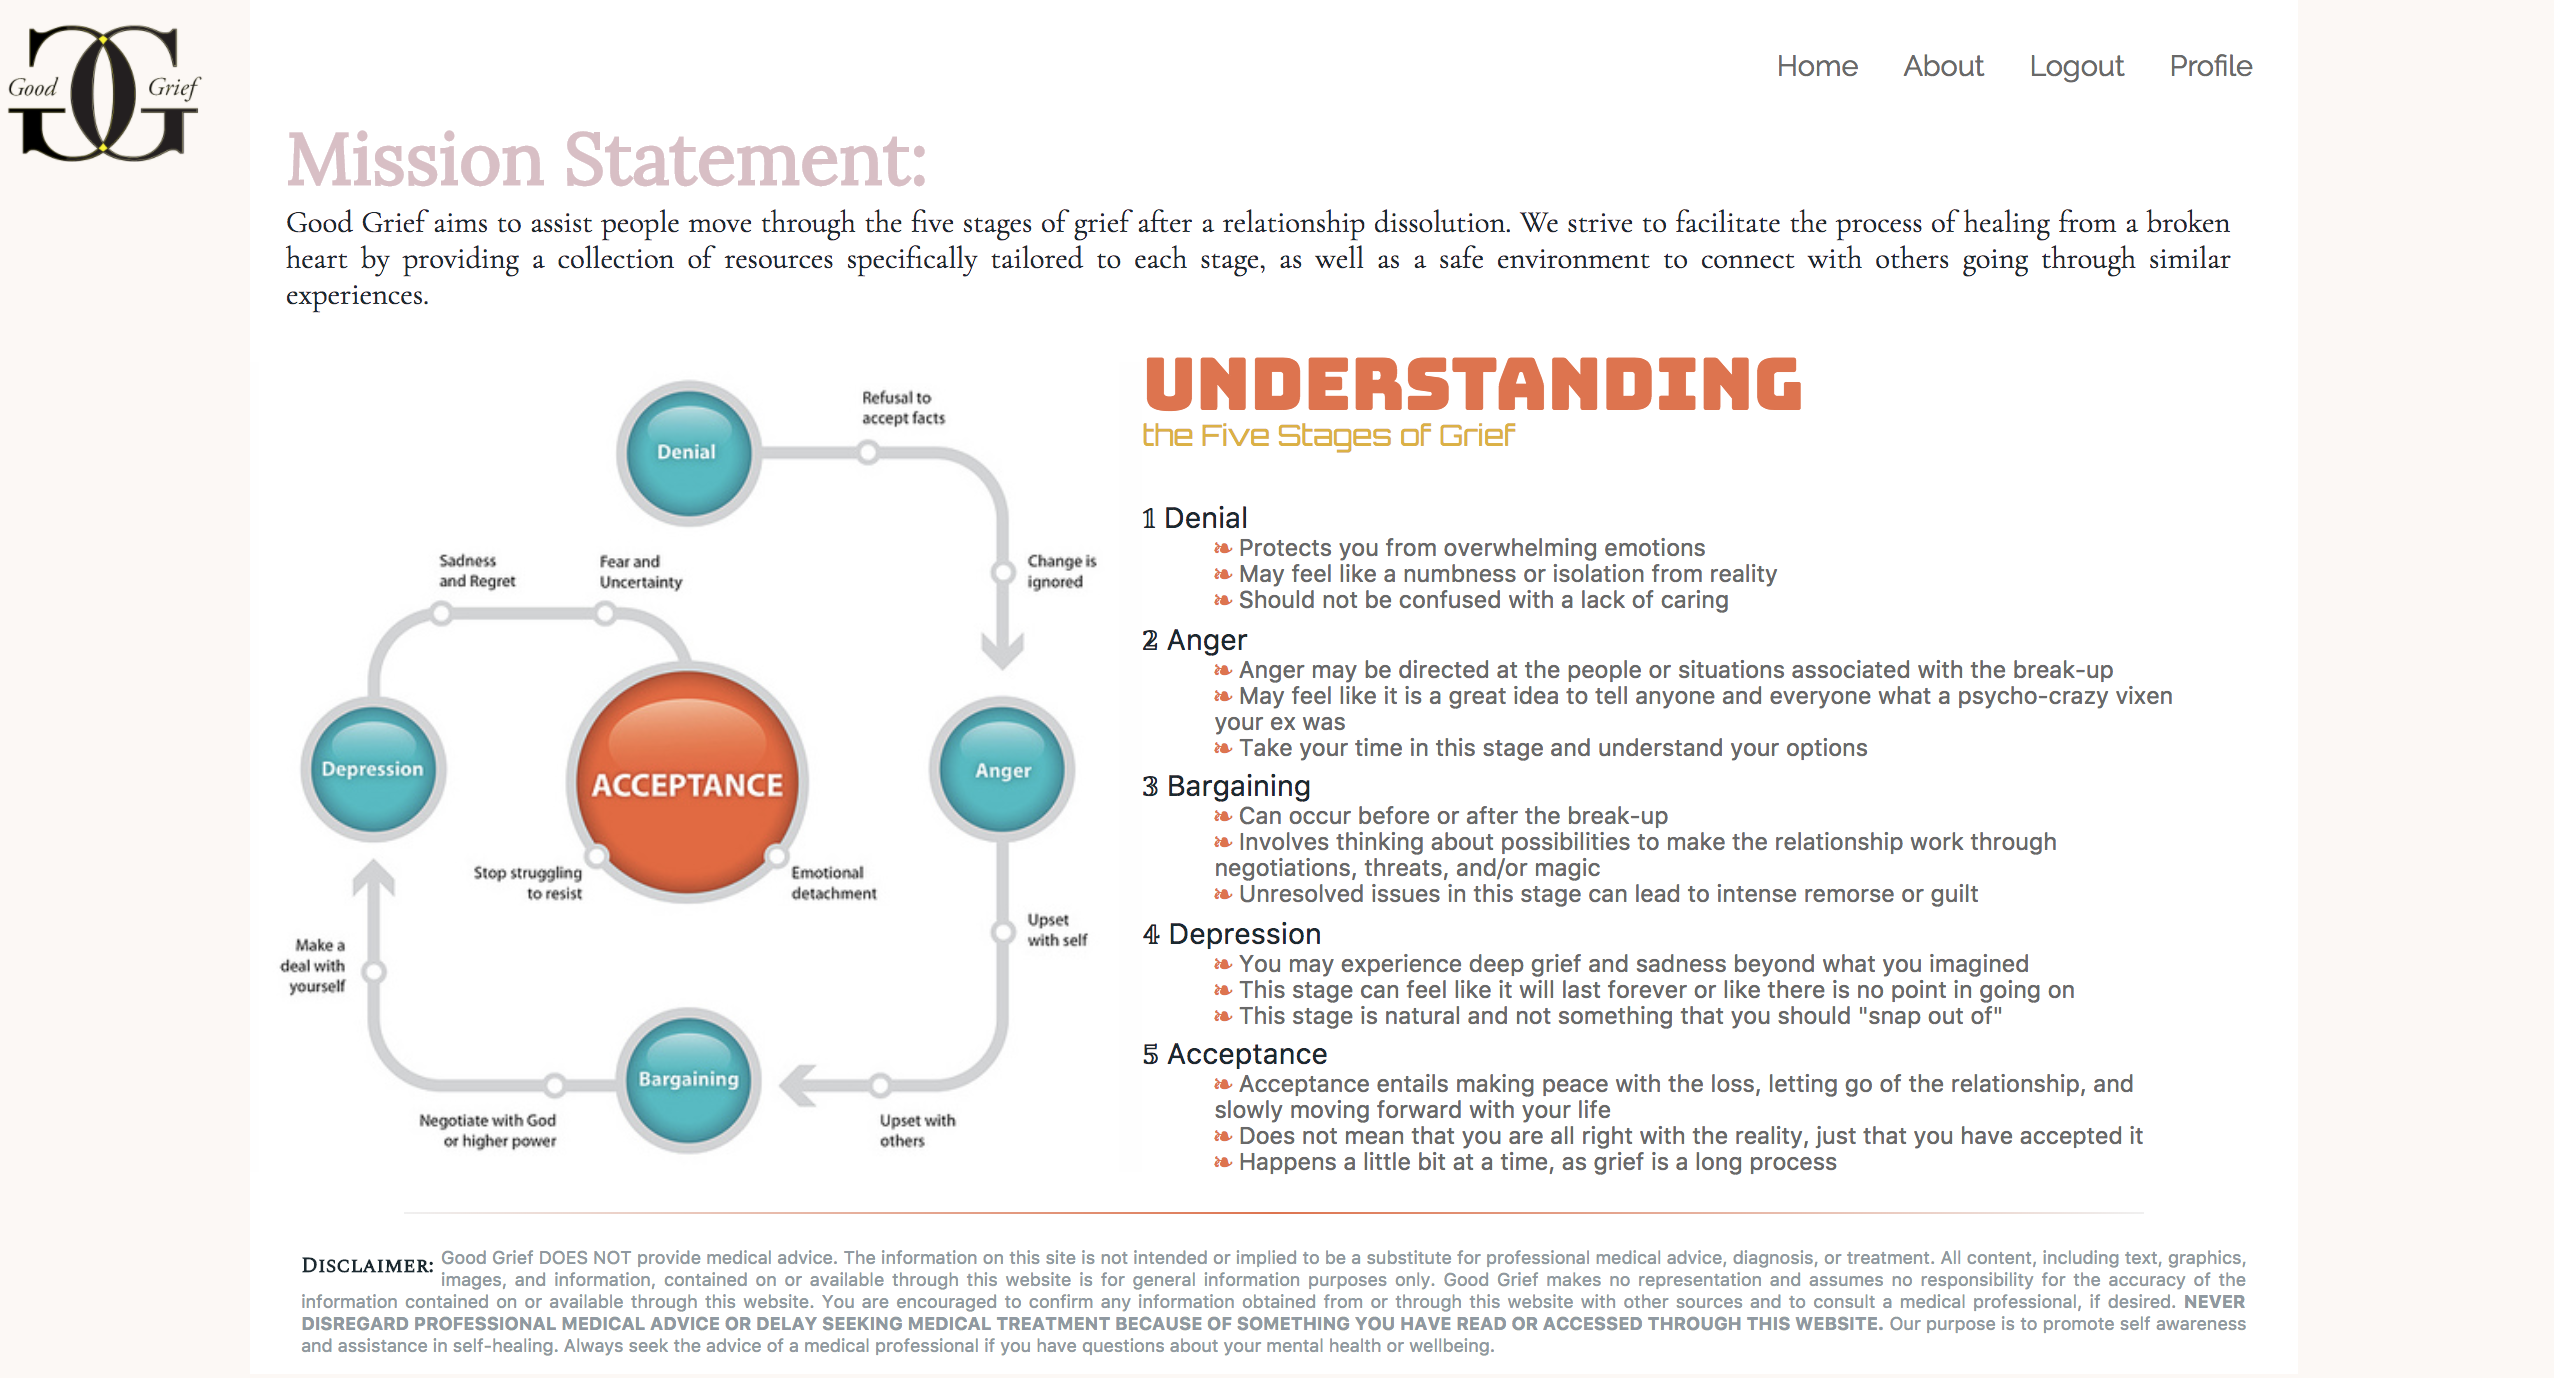 Good Grief
Home About Logout Profile
Mission Statement:
Good Grief aims to assist people move through the five stages of grief after a relationship dissolution. We strive to facilitate the process of healing from a broken
heart by providing a collection of resources specifically tailored to each stage, as well as a safe environment to connect with others going through similar
experiences.
Denial
Refusal to
accept facts
Change is
ignored
Anger
Upset
with self
Upset with
others
Bargaining
Negotiate with God
or higher power
Make a
deal with
yourself
Depression
Sadness
and Regret
Fear and
Uncertainty
ACCEPTANCE
Stop struggling
to resist
Emotional
detachment
UNDERSTANDING
the Five Stages of Grief
1 Denial
❧ Protects you from overwhelming emotions
❧ May feel like a numbness or isolation from reality
❧ Should not be confused with a lack of caring
2 Anger
❧ Anger may be directed at the people or situations associated with the break-up
❧ May feel like it is a great idea to tell anyone and everyone what a psycho-crazy vixen
your ex was
❧ Take your time in this stage and understand your options
3 Bargaining
❧ Can occur before or after the break-up
❧ Involves thinking about possibilities to make the relationship work through
negotiations, threats, and/or magic
❧ Unresolved issues in this stage can lead to intense remorse or guilt
4 Depression
❧ You may experience deep grief and sadness beyond what you imagined
❧ This stage can feel like it will last forever or like there is no point in going on
❧ This stage is natural and not something that you should "snap out of"
5 Acceptance
❧ Acceptance entails making peace with the loss, letting go of the relationship, and
slowly moving forward with your life
❧ Does not mean that you are all right with the reality, just that you have accepted it
❧ Happens a little bit at a time, as grief is a long process
DISCLAIMER: Good Grief DOES NOT provide medical advice. The information on this site is not intended or implied to be a substitute for professional medical advice, diagnosis, or treatment. All content, including text, graphics,
images, and information, contained on or available through this website is for general information purposes only. Good Grief makes no representation and assumes no responsibility for the accuracy of the
information contained on or available through this website. You are encouraged to confirm any information obtained from or through this website with other sources and to consult a medical professional, if desired. NEVER
DISREGARD PROFESSIONAL MEDICAL ADVICE OR DELAY SEEKING MEDICAL TREATMENT BECAUSE OF SOMETHING YOU HAVE READ OR ACCESSED THROUGH THIS WEBSITE. Our purpose is to promote self awareness
and assistance in self-healing. Always seek the advice of a medical professional if you have questions about your mental health or wellbeing.